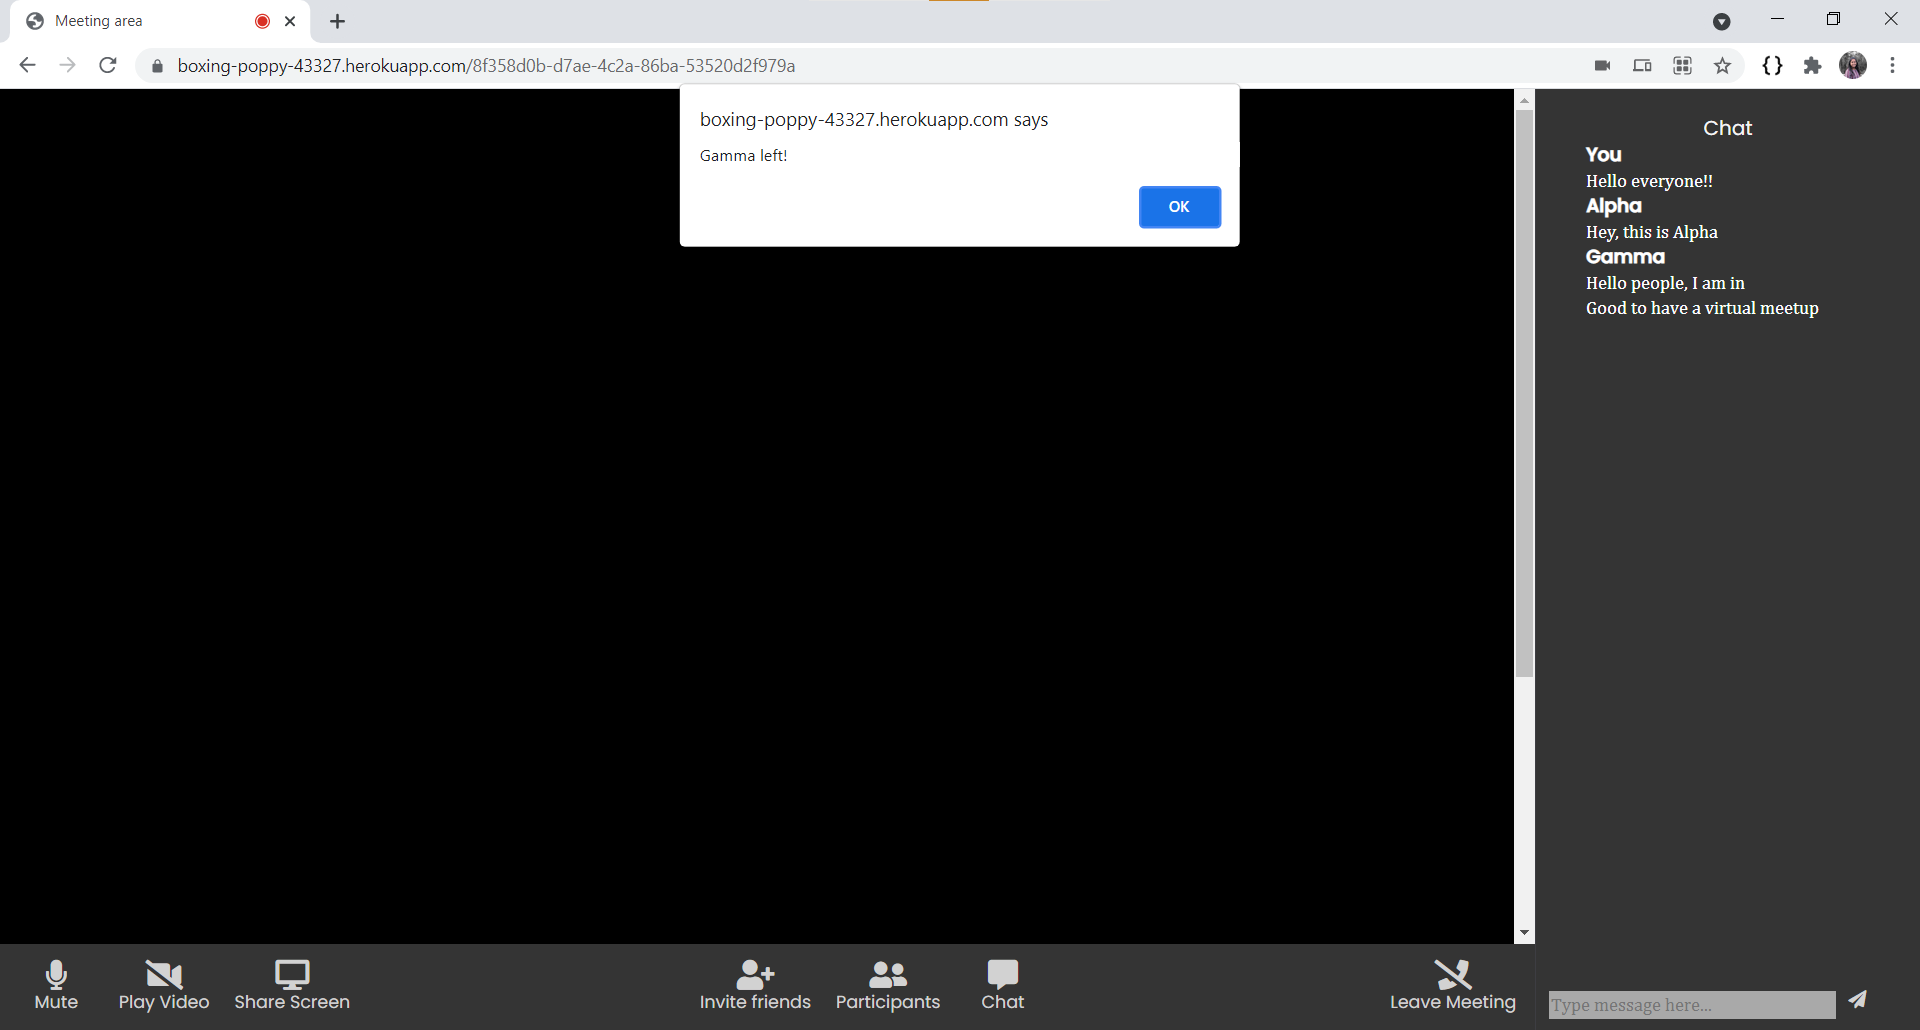 Meeting area
boxing-poppy-43327.herokuapp.com/8f358d0b-d7ae-4c2a-86ba-53520d2f979a
boxing-poppy-43327.herokuapp.com says
Gamma left!
OK
Chat
You
Hello everyone!!
Alpha
Hey, this is Alpha
Gamma
Hello people, I am in
Good to have a virtual meetup
Mute
Play Video
Share Screen
Invite friends
Participants
Chat
Leave Meeting
Type message here...